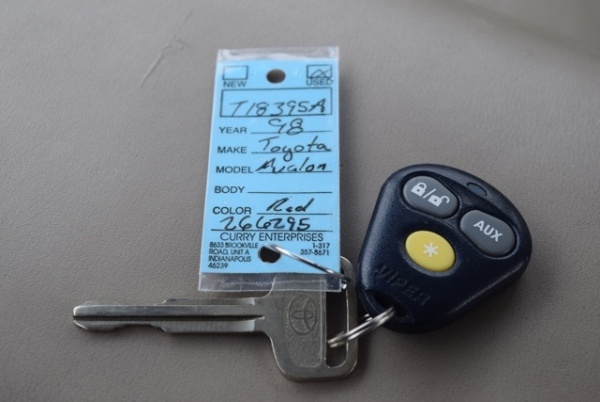 NEW
USED
T18395A
YEAR 98
MAKE Toyota
MODEL Avalon
BODY
COLOR Red
266295
CURRY ENTERPRISES
8633 BROOKVILLE 1-317
ROAD, UNIT A 357-8671
INDIANAPOLIS
46239
AUX
*
VIPER